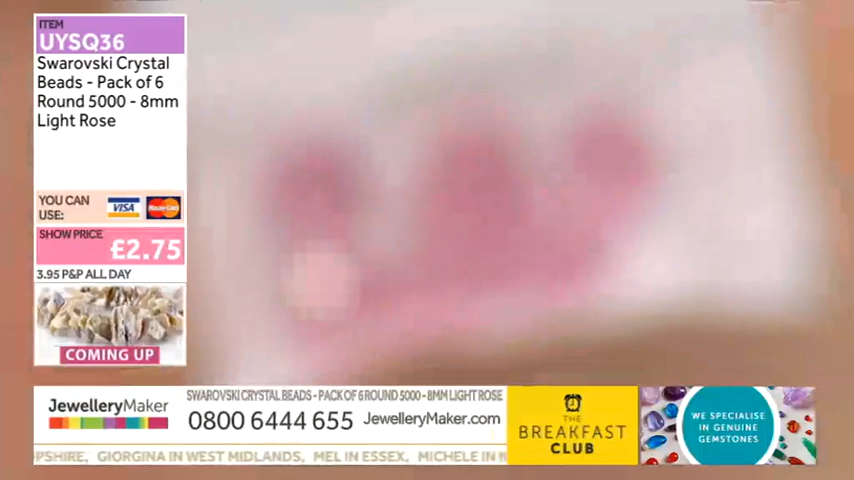 ITEM
UYSQ36
Swarovski Crystal
Beads - Pack of 6
Round 5000 - 8mm
Light Rose
YOU CAN
USE:
VISA
MasterCard
SHOW PRICE
£2.75
3.95 P&P ALL DAY
COMING UP
JewelleryMaker
SWAROVSKI CRYSTAL BEADS - PACK OF 6 ROUND 5000 - 8MM LIGHT ROSE
0800 6444 655
JewelleryMaker.com
THE
BREAKFAST
CLUB
WE SPECIALISE
IN GENUINE
GEMSTONES
PSHIRE, GIORGINA IN WEST MIDLANDS, MEL IN ESSEX, MICHELE IN